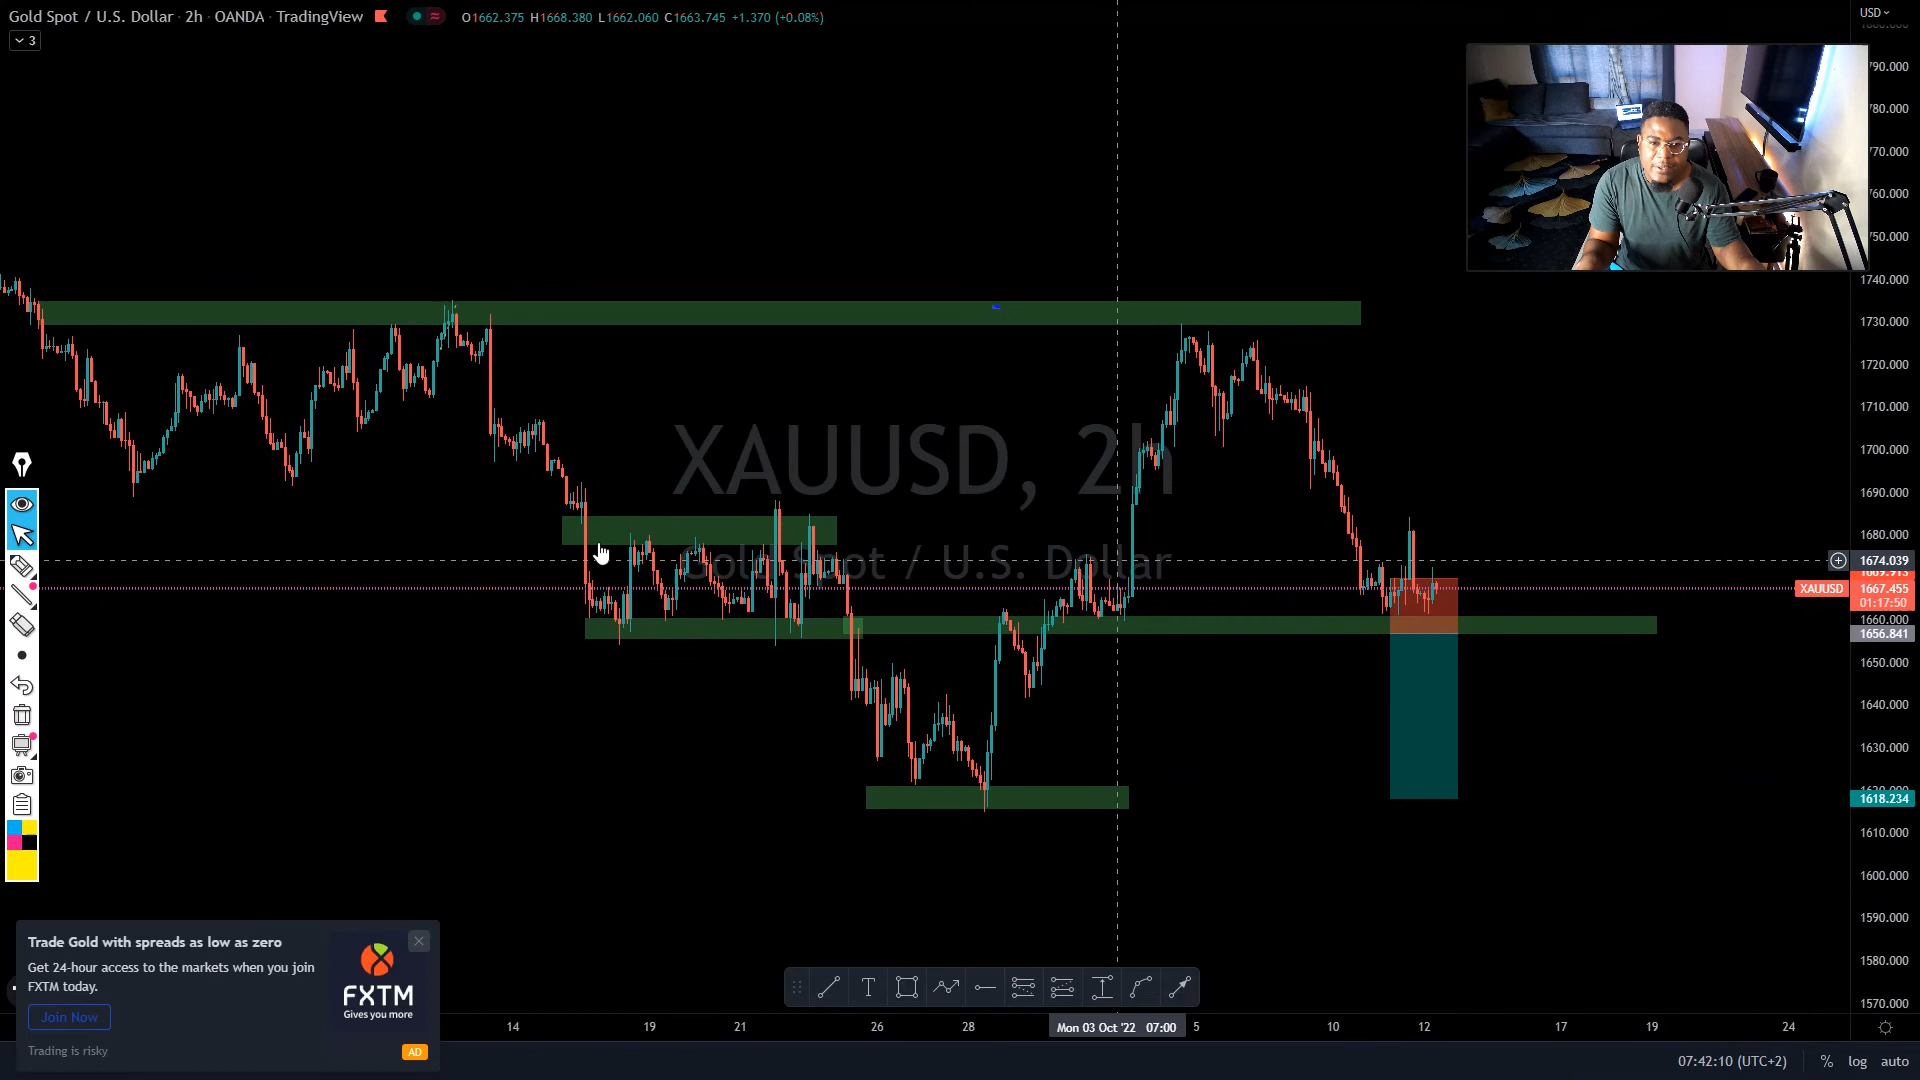 Gold Spot / U.S. Dollar · 2h · OANDA · TradingView O1662.375 H1668.380 L1662.060 C1663.745 +1.370 (+0.08%)
3
USD
790.000
780.000
770.000
760.000
750.000
1740.000
1730.000
1720.000
1710.000
1700.000
1690.000
1680.000
1674.039
XAUUSD 1667.455
01:17:50
1660.000
1656.841
1650.000
1640.000
1630.000
1618.234
1610.000
1600.000
1590.000
1580.000
1570.000
XAUUSD, 2h
Gold Spot / U.S. Dollar
Trade Gold with spreads as low as zero
Get 24-hour access to the markets when you join
FXTM today.
Join Now
Trading is risky
FXTM
Gives you more
AD
T
14 19 21 26 28 Mon 03 Oct '22 07:00 5 10 12 17 19 24
07:42:10 (UTC+2) % log auto